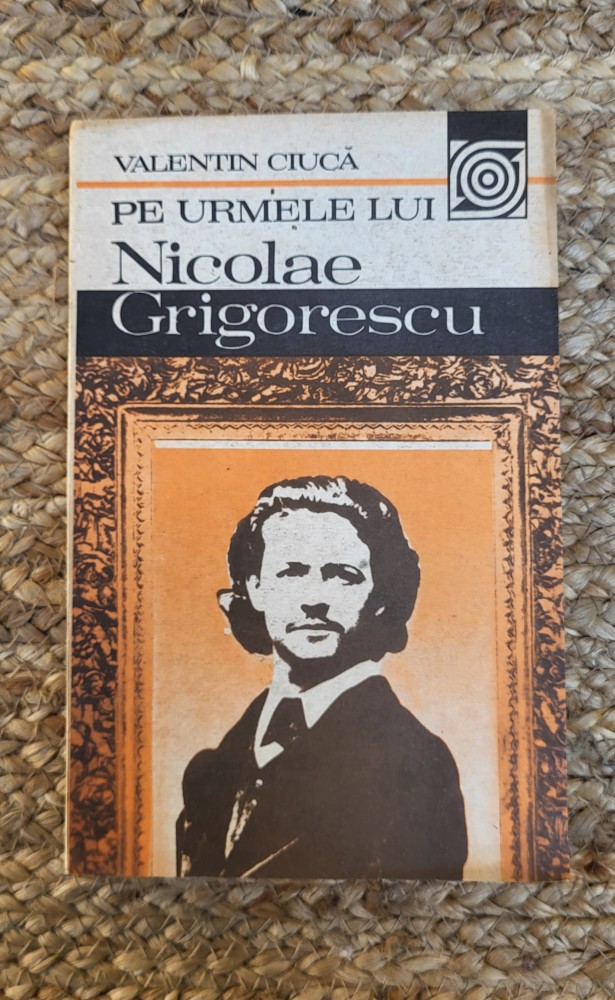 VALENTIN CIUCĂ
PE URMELE LUI
Nicolae
Grigorescu